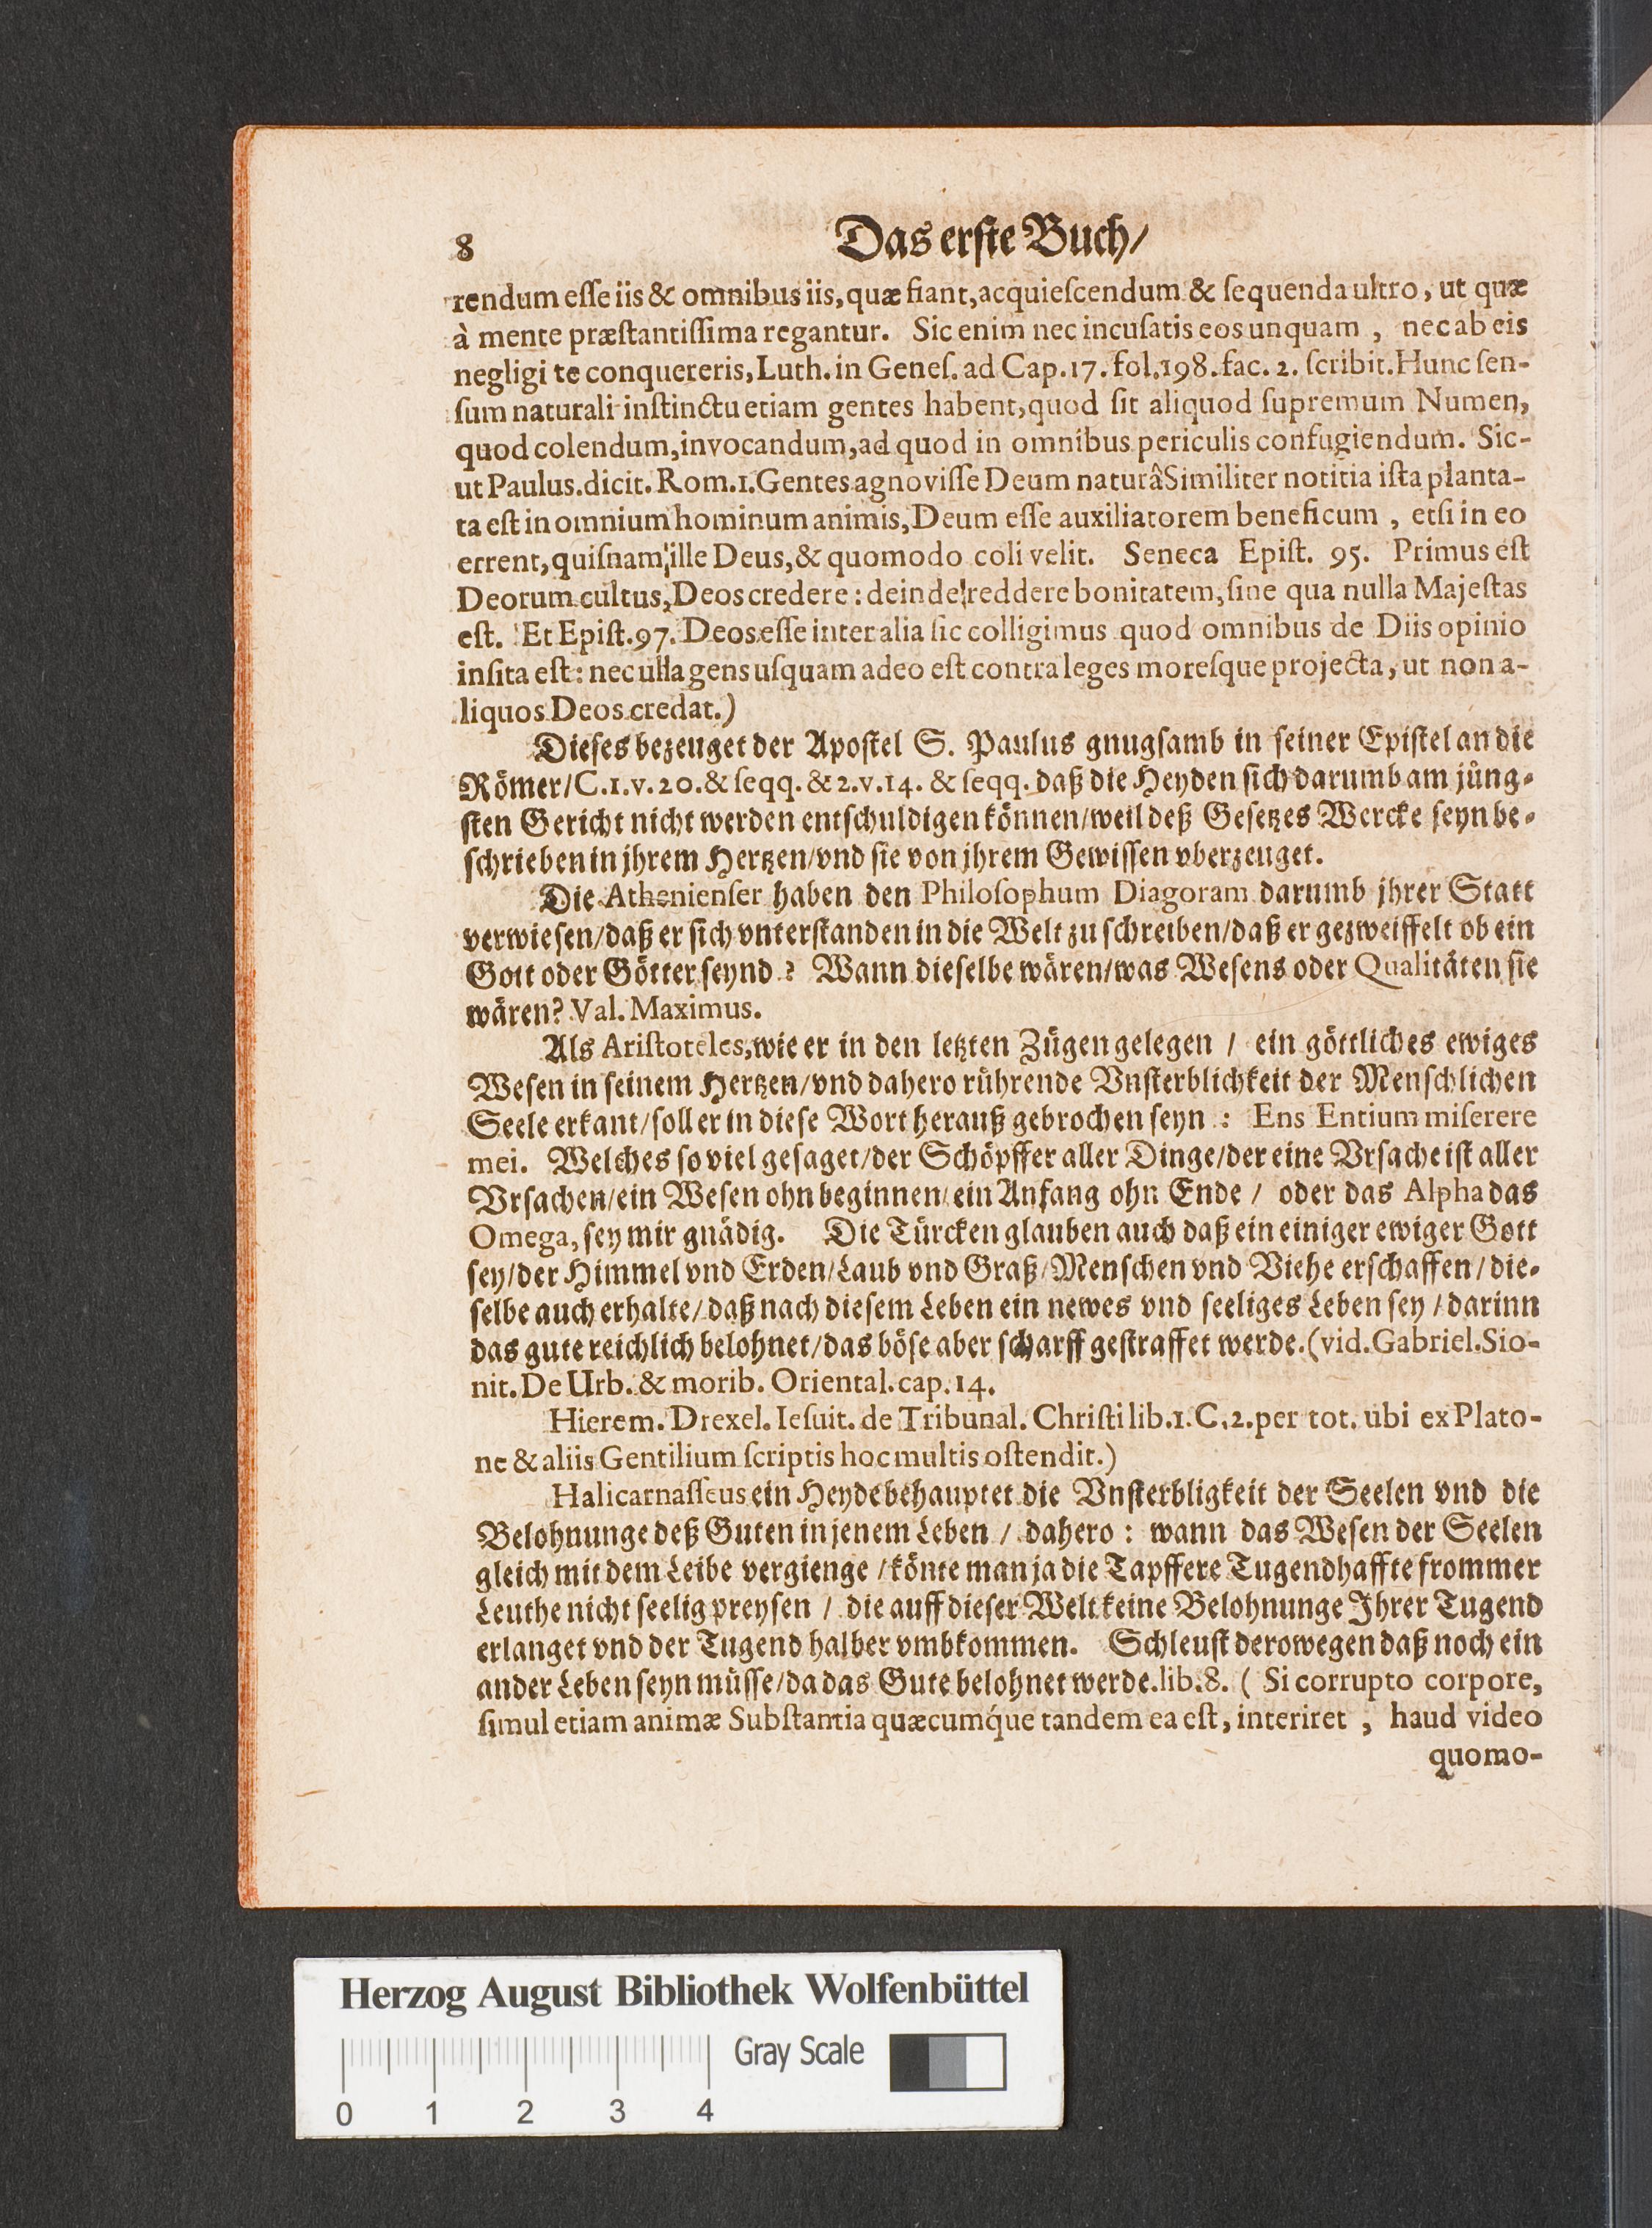 8 Das erste Buch/
rendum eſſe iis & omnibus iis, quæ fiant, acquieſcendum & ſequenda ultro, ut quæ
à mente præſtantiſſima regantur. Sic enim nec incuſatis eos unquam, nec ab eis
negligi te conquereris, Luth. in Geneſ. ad Cap. 17. fol. 198. fac. 2. ſcribit. Hunc ſen-
ſum naturali inſtinctu etiam gentes habent, quod ſit aliquod ſupremum Numen,
quod colendum, invocandum, ad quod in omnibus periculis confugiendum. Sic-
ut Paulus. dicit. Rom. 1. Gentes agnoviſſe Deum naturâ Similiter notitia iſta planta-
ta eſt in omnium hominum animis, Deum eſſe auxiliatorem beneficum, etſi in eo
errent, quiſnam ille Deus, & quomodo coli velit. Seneca Epiſt. 95. Primus eſt
Deorum cultus, Deos credere: deinde reddere bonitatem, ſine qua nulla Majeſtas
eſt. Et Epiſt. 97. Deos eſſe inter alia ſic colligimus quod omnibus de Diis opinio
inſita eſt: nec ulla gens uſquam adeo eſt contra leges moreſque projecta, ut non a-
liquos Deos credat.)
Dieſes bezeuget der Apoſtel S. Paulus gnugſamb in ſeiner Epiſtel an die
Römer/ C. 1. v. 20. & ſeqq. & 2. v. 14. & ſeqq. daß die Heyden ſich darumb am jüng-
ſten Gericht nicht werden entſchuldigen können/ weil deß Geſetzes Wercke ſeyn be-
ſchrieben in jhrem Hertzen/ vnd ſie von jhrem Gewiſſen vberzeuget.
Die Athenienſer haben den Philoſophum Diagoram darumb jhrer Statt
verwieſen/ daß er ſich vnterſtanden in die Welt zu ſchreiben/ daß er gezweiffelt ob ein
Gott oder Götter ſeynd? Wann dieſelbe wären/ was Weſens oder Qualitäten ſie
wären? Val. Maximus.
Als Ariſtoteles, wie er in den letzten Zügen gelegen / ein göttliches ewiges
Weſen in ſeinem Hertzen/ vnd dahero rührende Vnſterblichkeit der Menſchlichen
Seele erkant/ ſoll er in dieſe Wort herauß gebrochen ſeyn: Ens Entium miſerere
mei. Welches ſo viel geſaget/ der Schöpffer aller Dinge/ der eine Vrſache iſt aller
Vrſachen/ ein Weſen ohn beginnen/ ein Anfang ohn Ende / oder das Alpha das
Omega, ſey mir gnädig. Die Türcken glauben auch daß ein einiger ewiger Gott
ſey/ der Himmel vnd Erden/ Laub vnd Graß/ Menſchen vnd Viehe erſchaffen/ die-
ſelbe auch erhalte/ daß nach dieſem Leben ein newes vnd ſeeliges Leben ſey / darinn
das gute reichlich belohnet/ das böſe aber ſcharff geſtraffet werde. (vid. Gabriel. Sio-
nit. De Urb. & morib. Oriental. cap. 14.
Hierem. Drexel. Ieſuit. de Tribunal. Chriſti lib. 1. C. 2. per tot. ubi ex Plato-
ne & aliis Gentilium ſcriptis hoc multis oſtendit.)
Halicarnaſſeus ein Heyde behauptet die Vnſterbligkeit der Seelen vnd die
Belohnunge deß Guten in jenem Leben / dahero: wann das Weſen der Seelen
gleich mit dem Leibe vergienge / könte man ja die Tapffere Tugendhaffte frommer
Leuthe nicht ſeelig preyſen / die auff dieſer Welt keine Belohnunge Jhrer Tugend
erlanget vnd der Tugend halber vmbkommen. Schleuſt derowegen daß noch ein
ander Leben ſeyn müſſe/ da das Gute belohnet werde. lib. 8. ( Si corrupto corpore,
ſimul etiam animæ Subſtantia quæcumq́ue tandem ea eſt, interiret, haud video
quomo-
Herzog August Bibliothek Wolfenbüttel
Gray Scale
0 1 2 3 4